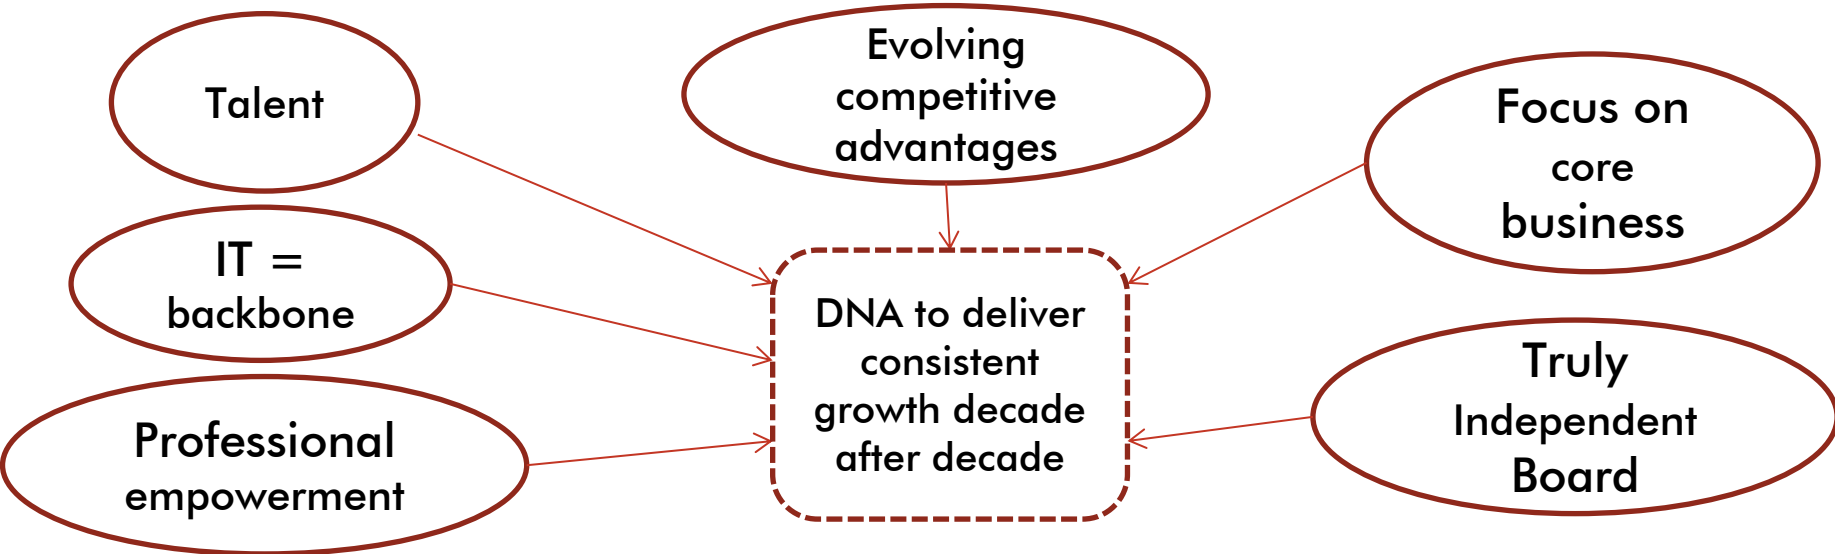 Talent
Evolving
competitive
advantages
Focus on
core
business
IT =
backbone
DNA to deliver
consistent
growth decade
after decade
Professional
empowerment
Truly
Independent
Board